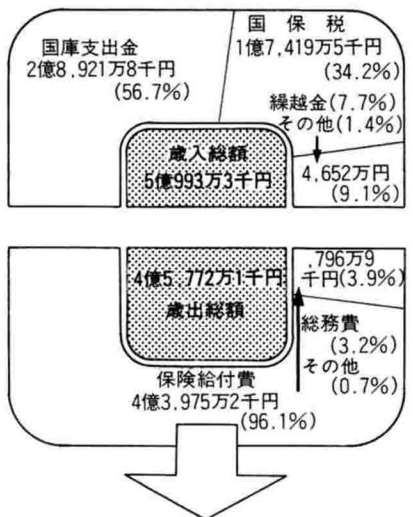 国庫支出金
2億8,921万8千円
(56.7%)
国保税
1億7,419万5千円
(34.2%)
繰越金(7.7%)
その他(1.4%)
4,652万円
(9.1%)
歳入総額
5億993万3千円
4億5,772万1千円
歳出総額
.796万9
千円(3.9%)
総務費
(3.2%)
その他
(0.7%)
保険給付費
4億3,975万2千円
(96.1%)